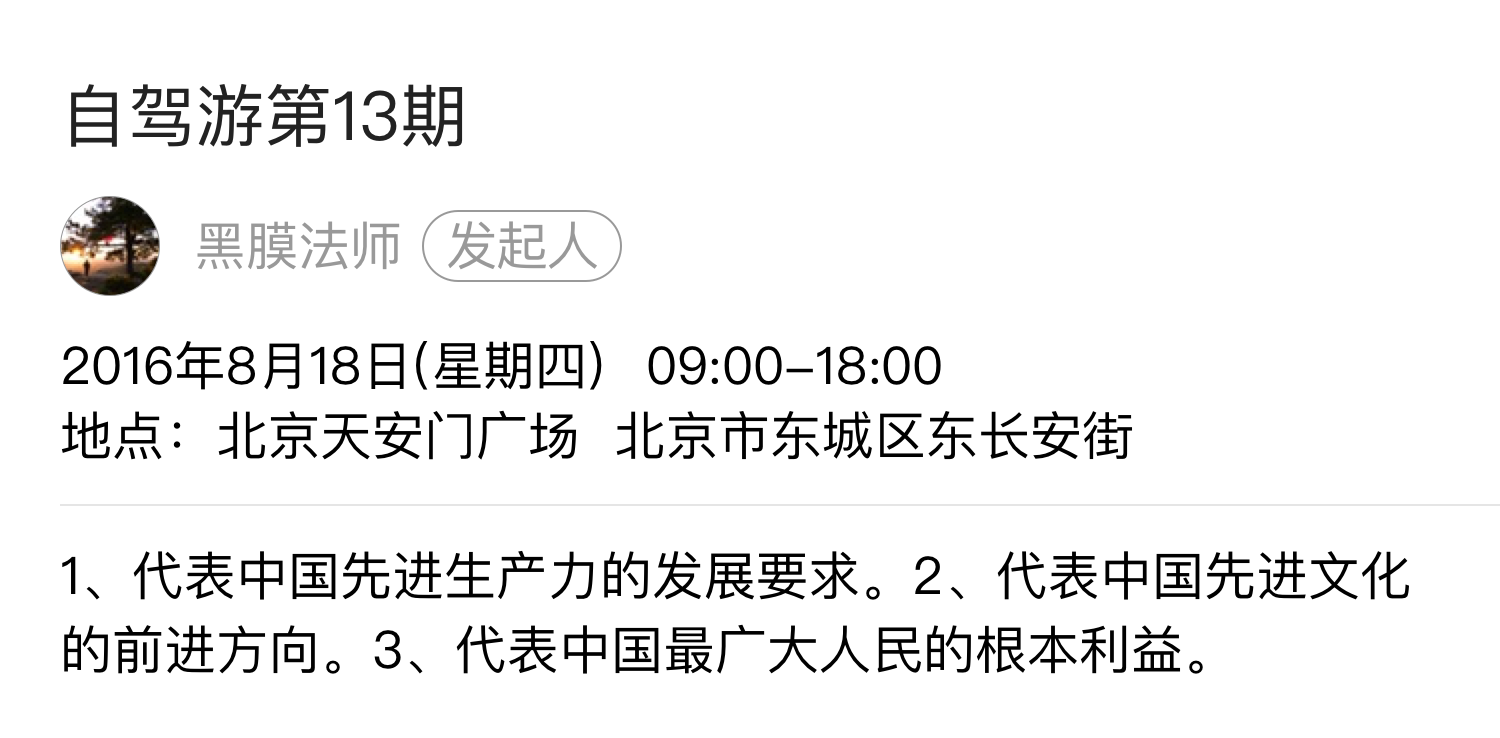 自驾游第13期
黑膜法师 发起人
2016年8月18日(星期四） 09:00–18:00
地点：北京天安门广场 北京市东城区东长安街
1、代表中国先进生产力的发展要求。2、代表中国先进文化
的前进方向。3、代表中国最广大人民的根本利益。